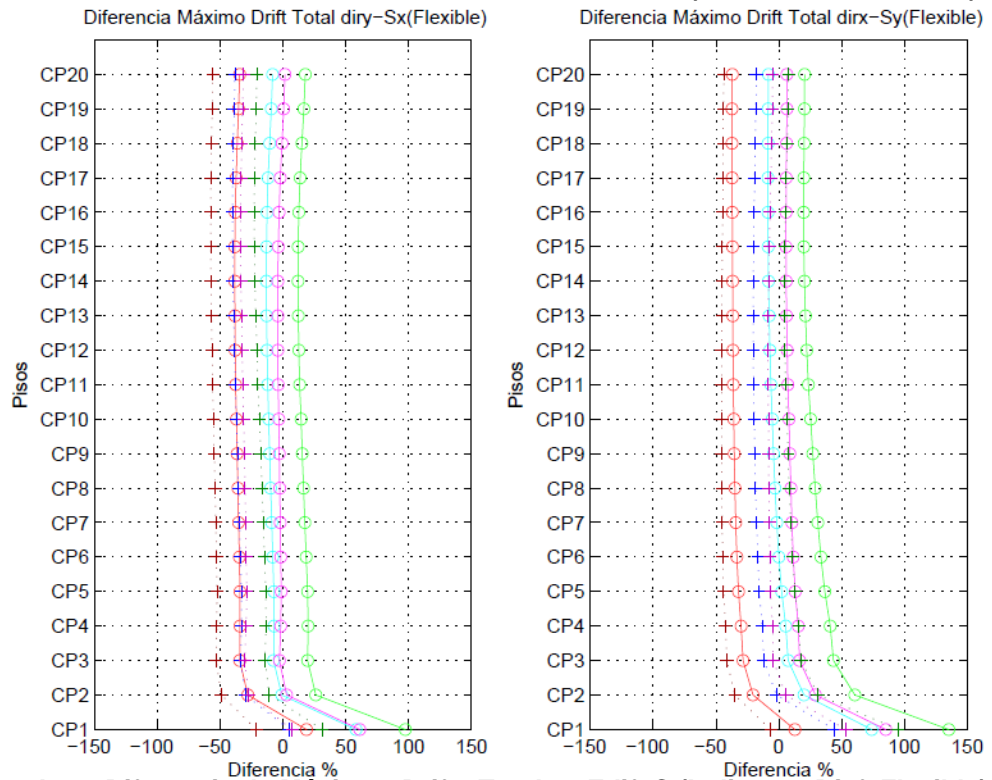 Diferencia Máximo Drift Total diry−Sx(Flexible)
Pisos
CP20
CP19
CP18
CP17
CP16
CP15
CP14
CP13
CP12
CP11
CP10
CP9
CP8
CP7
CP6
CP5
CP4
CP3
CP2
CP1
−150 −100 −50 0 50 100 150
Diferencia %
Diferencia Máximo Drift Total dirx−Sy(Flexible)
Pisos
CP20
CP19
CP18
CP17
CP16
CP15
CP14
CP13
CP12
CP11
CP10
CP9
CP8
CP7
CP6
CP5
CP4
CP3
CP2
CP1
−150 −100 −50 0 50 100 150
Diferencia %